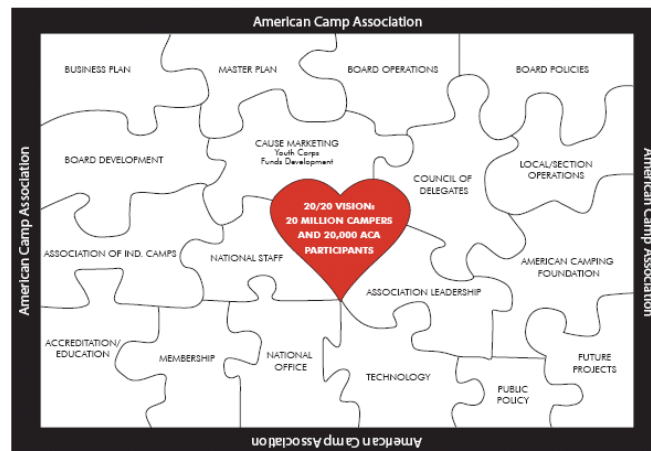 American Camp Association
BUSINESS PLAN
MASTER PLAN
BOARD OPERATIONS
BOARD POLICIES
BOARD DEVELOPMENT
CAUSE MARKETING
Youth Corps
Funds Development
COUNCIL OF
DELEGATES
LOCAL/SECTION
OPERATIONS
American Camp Association
American Camp Association
20/20 VISION:
20 MILLION CAMPERS
AND 20,000 ACA
PARTICIPANTS
ASSOCIATION OF IND. CAMPS
NATIONAL STAFF
ASSOCIATION LEADERSHIP
AMERICAN CAMPING
FOUNDATION
ACCREDITATION/
EDUCATION
MEMBERSHIP
NATIONAL
OFFICE
TECHNOLOGY
PUBLIC
POLICY
FUTURE
PROJECTS
American Camp Association